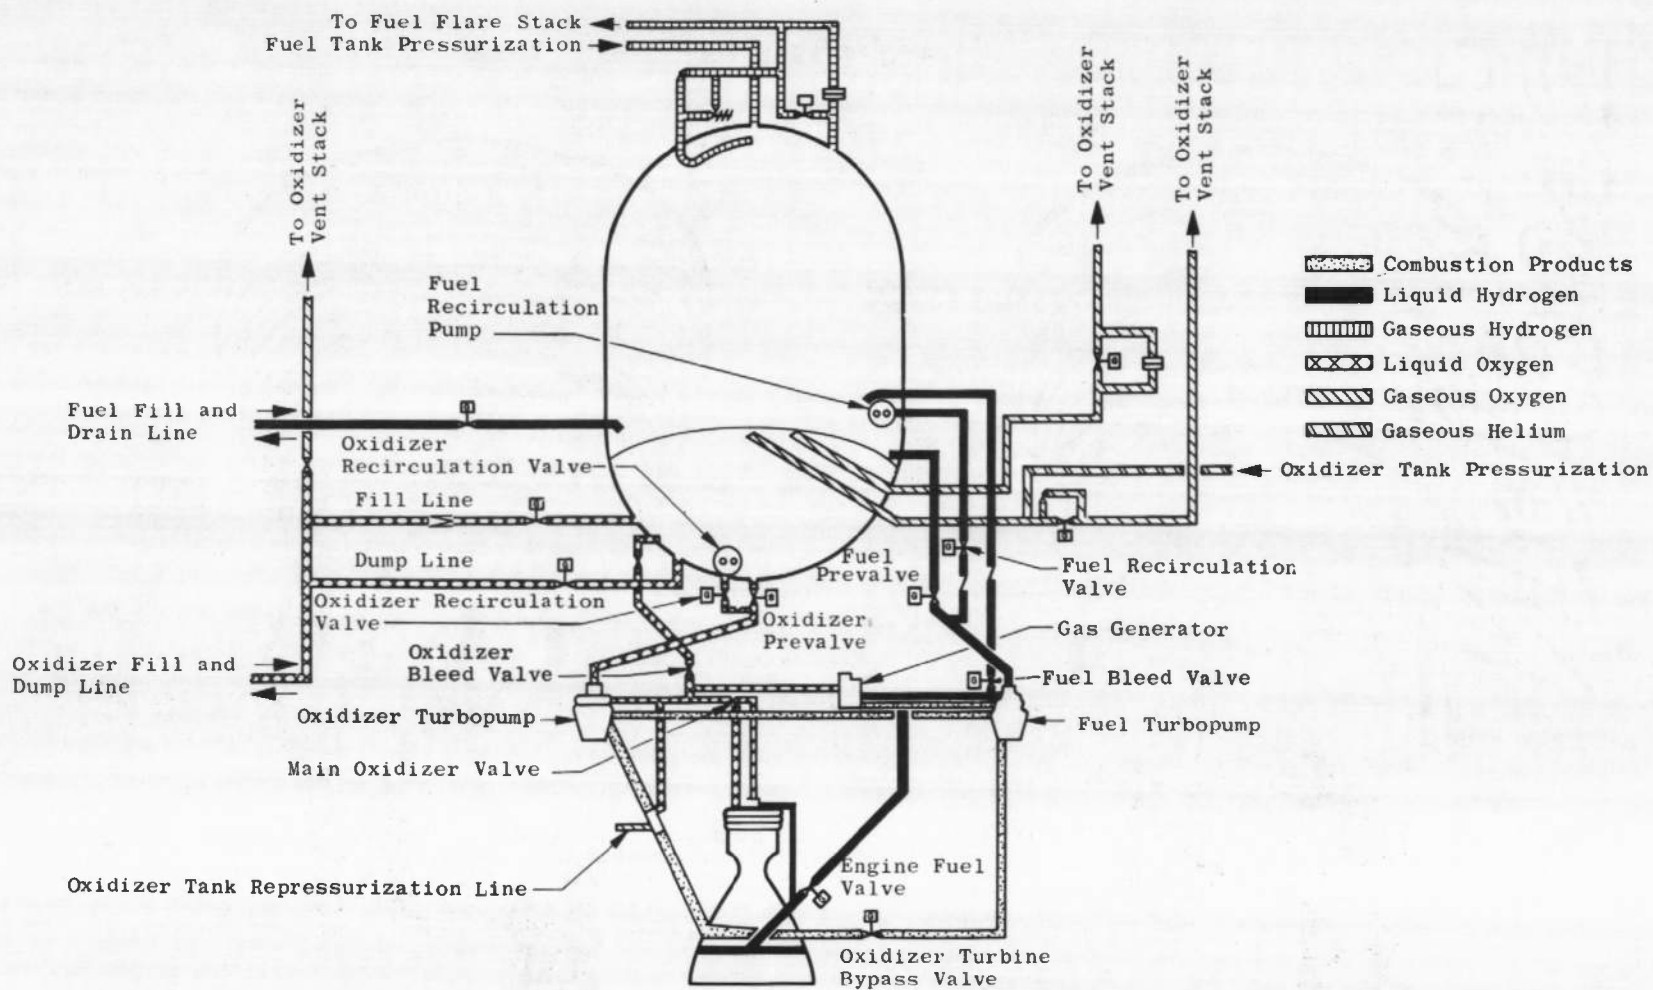 To Fuel Flare Stack
Fuel Tank Pressurization
To Oxidizer
Vent Stack
To Oxidizer
Vent Stack
To Oxidizer
Vent Stack
Combustion Products
Liquid Hydrogen
Gaseous Hydrogen
Liquid Oxygen
Gaseous Oxygen
Gaseous Helium
Fuel
Recirculation
Pump
Fuel Fill and
Drain Line
Oxidizer
Recirculation Valve
Oxidizer Tank Pressurization
Fill Line
Dump Line
Fuel
Prevalve
Fuel Recirculation
Valve
Oxidizer Recirculation
Valve
Oxidizer
Prevalve
Gas Generator
Oxidizer Fill and
Dump Line
Oxidizer
Bleed Valve
Fuel Bleed Valve
Oxidizer Turbopump
Fuel Turbopump
Main Oxidizer Valve
Engine Fuel
Valve
Oxidizer Tank Repressurization Line
Oxidizer Turbine
Bypass Valve